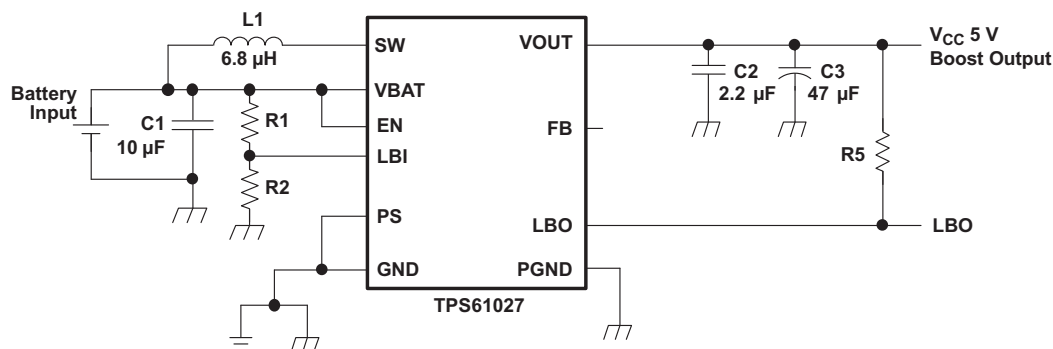 L1
6.8 µH
SW
VOUT
V_CC 5 V
Boost Output
Battery
Input
VBAT
C2
2.2 µF
C3
47 µF
C1
10 µF
R1
EN
FB
LBI
R5
R2
PS
LBO
LBO
GND
PGND
TPS61027